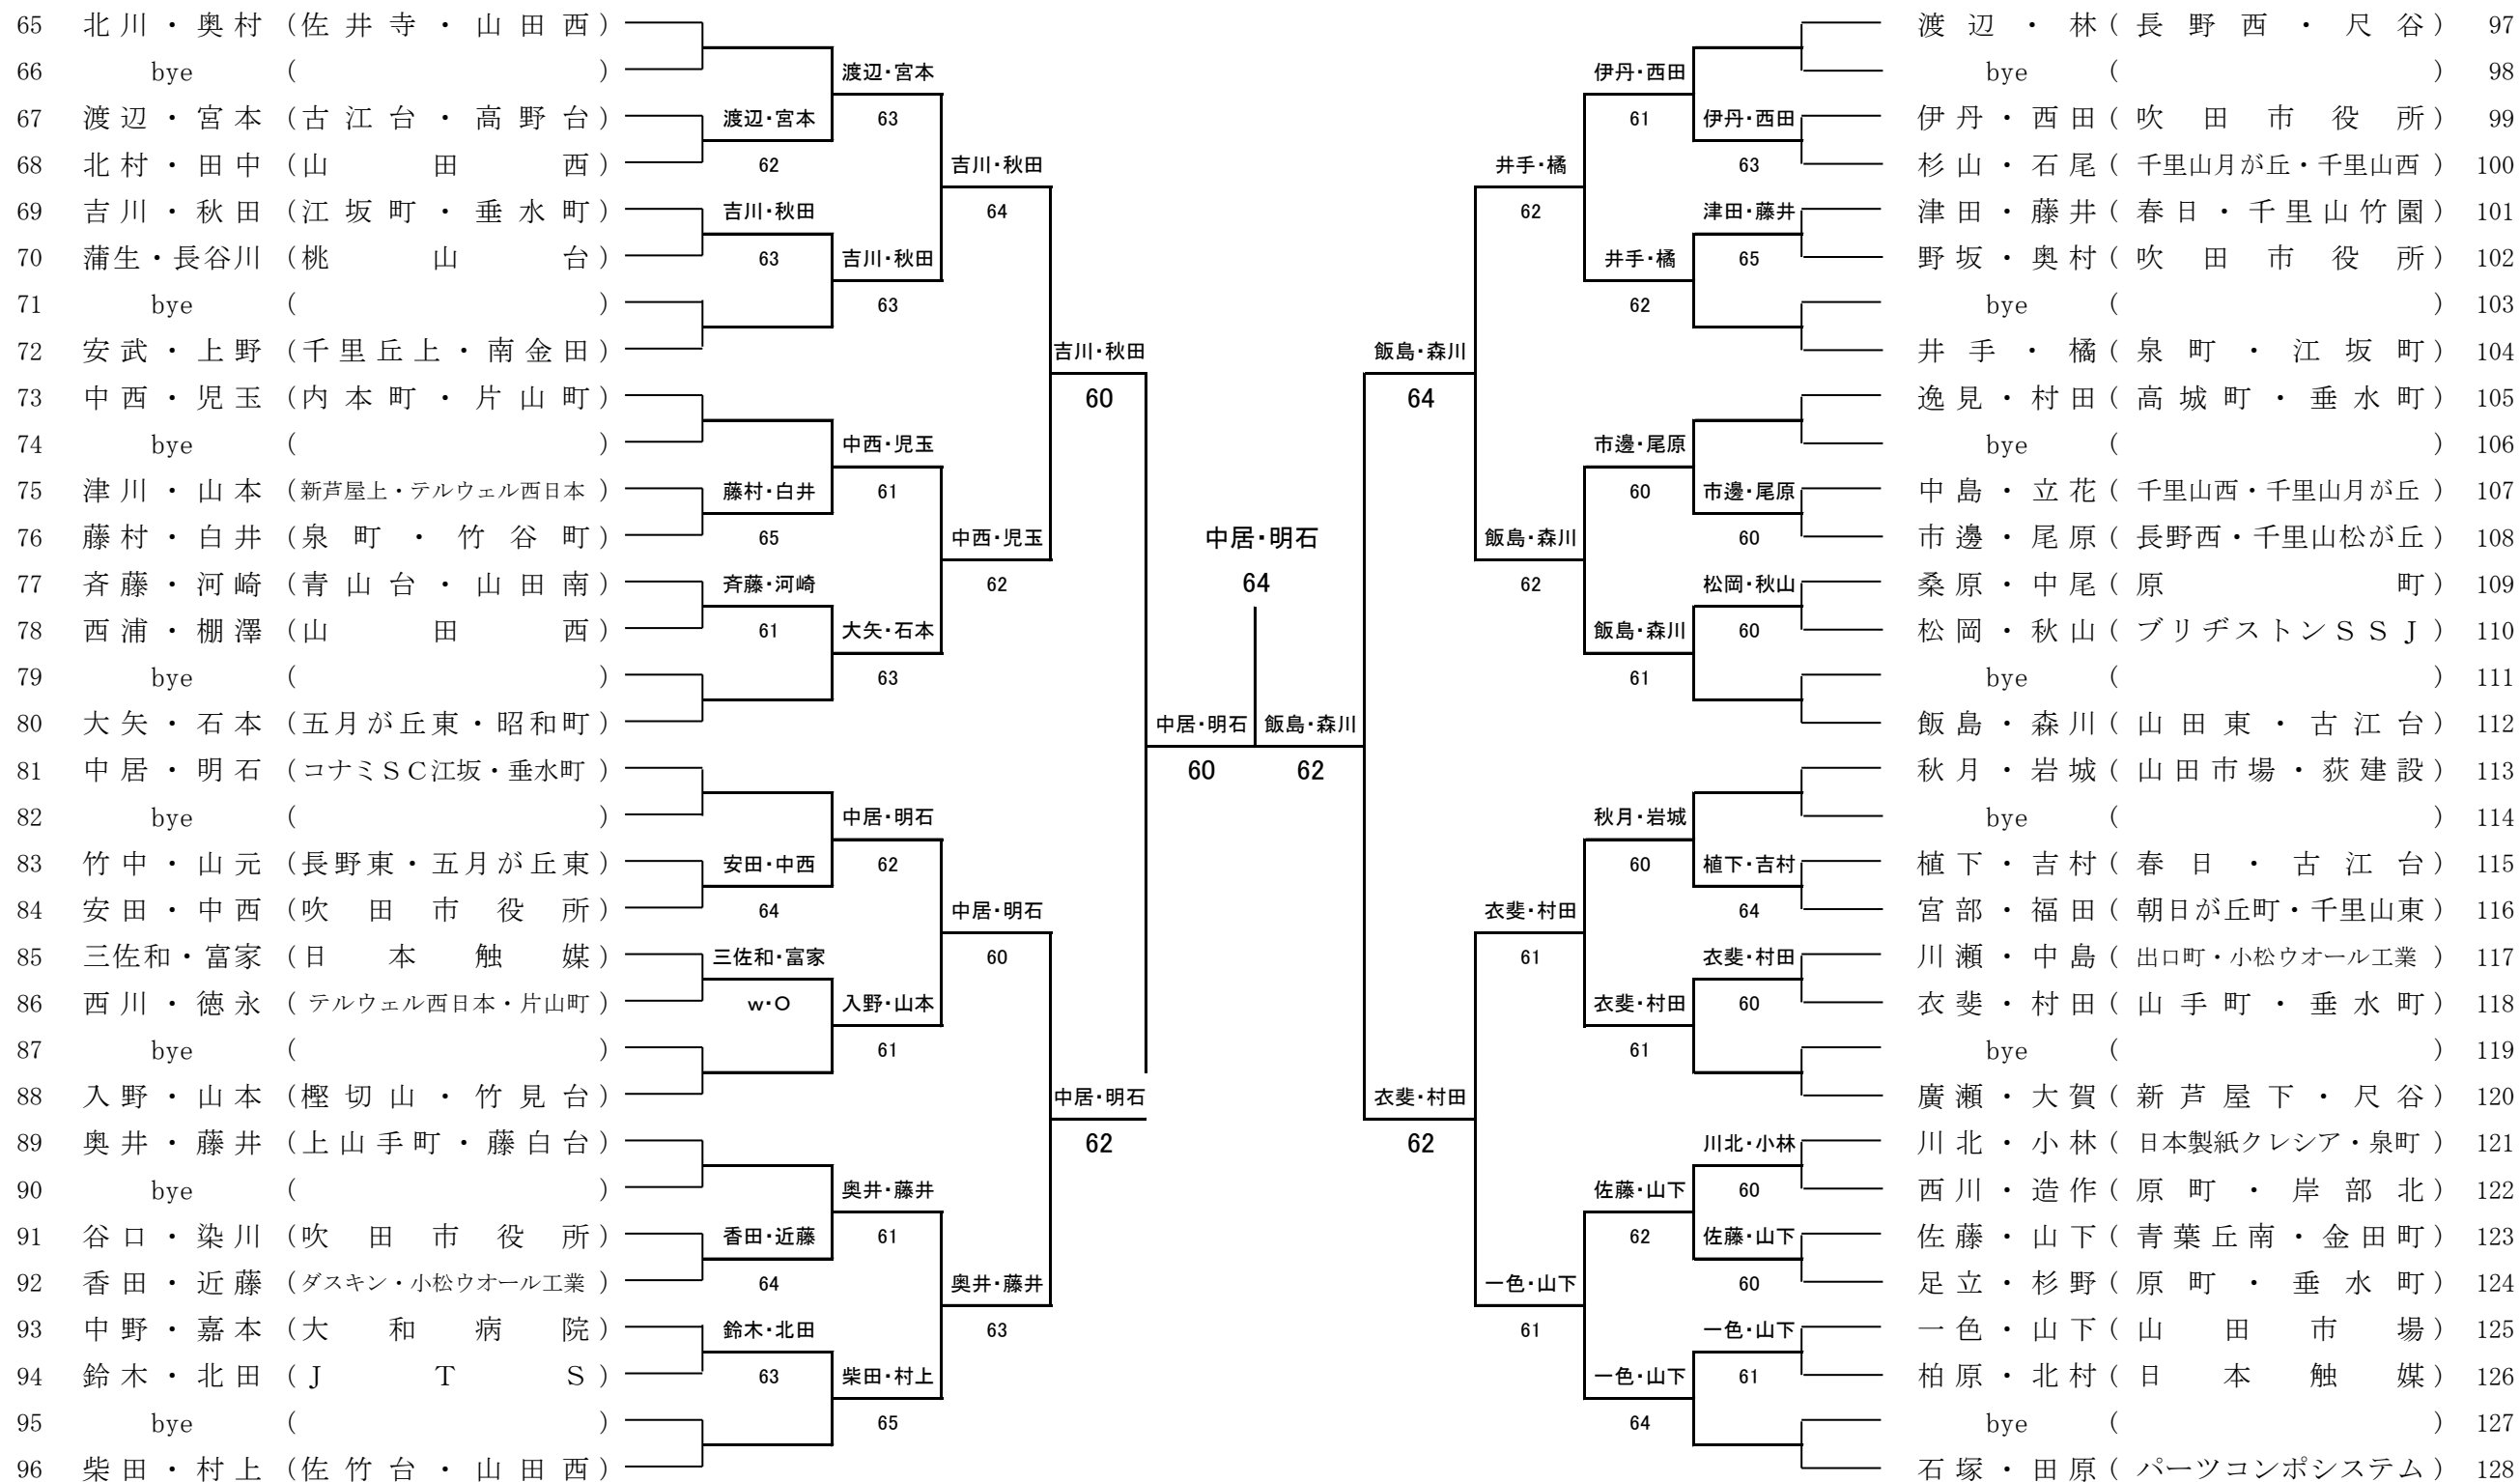 65 北川・奥村 (佐井寺・山田西)
66 bye ( )
67 渡辺・宮本 (古江台・高野台)
68 北村・田中 (山田西)
69 吉川・秋田 (江坂町・垂水町)
70 蒲生・長谷川 (桃山台)
71 bye ( )
72 安武・上野 (千里丘上・南金田)
73 中西・児玉 (内本町・片山町)
74 bye ( )
75 津川・山本 (新芦屋上・テルウェル西日本)
76 藤村・白井 (泉町・竹谷町)
77 斉藤・河崎 (青山台・山田南)
78 西浦・棚澤 (山田西)
79 bye ( )
80 大矢・石本 (五月が丘東・昭和町)
81 中居・明石 (コナミSC江坂・垂水町)
82 bye ( )
83 竹中・山元 (長野東・五月が丘東)
84 安田・中西 (吹田市役所)
85 三佐和・富家 (日本触媒)
86 西川・徳永 (テルウェル西日本・片山町)
87 bye ( )
88 入野・山本 (樫切山・竹見台)
89 奥井・藤井 (上山手町・藤白台)
90 bye ( )
91 谷口・染川 (吹田市役所)
92 香田・近藤 (ダスキン・小松ウオール工業)
93 中野・嘉本 (大和病院)
94 鈴木・北田 (JTS)
95 bye ( )
96 柴田・村上 (佐竹台・山田西)
渡辺・宮本
62
吉川・秋田
63
藤村・白井
65
斉藤・河崎
61
安田・中西
64
三佐和・富家
w・O
香田・近藤
64
鈴木・北田
63
渡辺・宮本
63
吉川・秋田
63
中西・児玉
61
大矢・石本
63
中居・明石
62
入野・山本
61
奥井・藤井
61
柴田・村上
65
吉川・秋田
64
中西・児玉
62
中居・明石
60
奥井・藤井
63
吉川・秋田
60
中居・明石
62
中居・明石
60
中居・明石
64
飯島・森川
62
飯島・森川
64
衣斐・村田
62
井手・橘
62
飯島・森川
62
衣斐・村田
61
一色・山下
61
伊丹・西田
61
井手・橘
62
市邊・尾原
60
飯島・森川
61
秋月・岩城
60
衣斐・村田
61
佐藤・山下
62
一色・山下
64
伊丹・西田
63
津田・藤井
65
市邊・尾原
60
松岡・秋山
60
植下・吉村
64
衣斐・村田
60
川北・小林
60
佐藤・山下
60
一色・山下
61
渡辺・林 (長野西・尺谷) 97
bye ( ) 98
伊丹・西田 (吹田市役所) 99
杉山・石尾 (千里山月が丘・千里山西) 100
津田・藤井 (春日・千里山竹園) 101
野坂・奥村 (吹田市役所) 102
bye ( ) 103
井手・橘 (泉町・江坂町) 104
逸見・村田 (高城町・垂水町) 105
bye ( ) 106
中島・立花 (千里山西・千里山月が丘) 107
市邊・尾原 (長野西・千里山松が丘) 108
桑原・中尾 (原町) 109
松岡・秋山 (ブリヂストンSSJ) 110
bye ( ) 111
飯島・森川 (山田東・古江台) 112
秋月・岩城 (山田市場・荻建設) 113
bye ( ) 114
植下・吉村 (春日・古江台) 115
宮部・福田 (朝日が丘町・千里山東) 116
川瀬・中島 (出口町・小松ウオール工業) 117
衣斐・村田 (山手町・垂水町) 118
bye ( ) 119
廣瀬・大賀 (新芦屋下・尺谷) 120
川北・小林 (日本製紙クレシア・泉町) 121
西川・造作 (原町・岸部北) 122
佐藤・山下 (青葉丘南・金田町) 123
足立・杉野 (原町・垂水町) 124
一色・山下 (山田市場) 125
柏原・北村 (日本触媒) 126
bye ( ) 127
石塚・田原 (パーツコンポシステム) 128